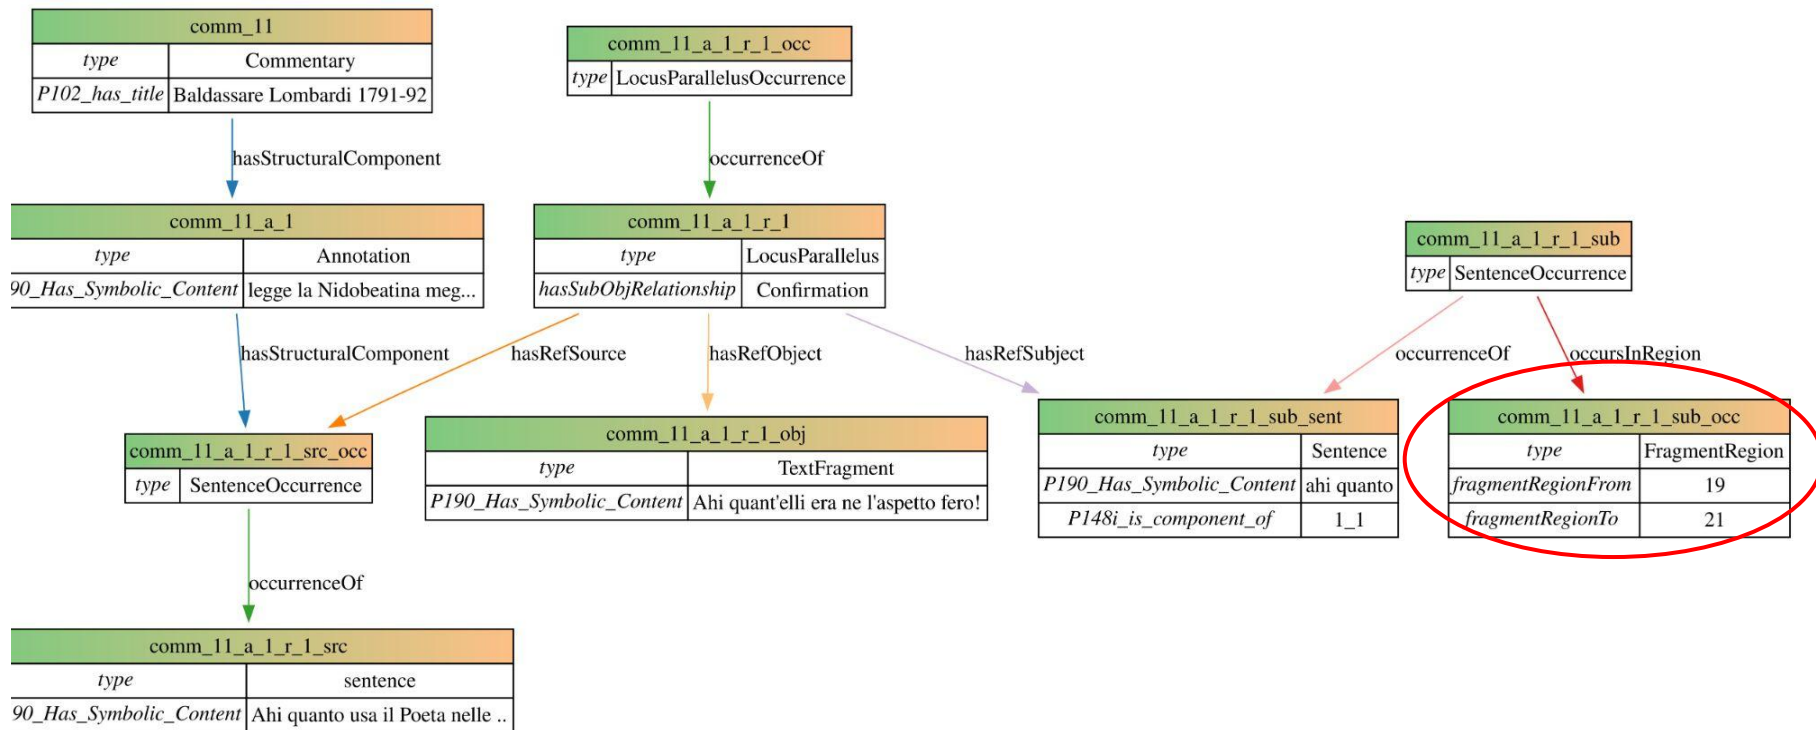 comm_11
type Commentary
P102_has_title Baldassare Lombardi 1791-92
comm_11_a_1_r_1_occ
type LocusParallelusOccurrence
hasStructuralComponent
occurrenceOf
comm_11_a_1
type Annotation
90_Has_Symbolic_Content legge la Nidobeatina meg...
comm_11_a_1_r_1
type LocusParallelus
hasSubObjRelationship Confirmation
comm_11_a_1_r_1_sub
type SentenceOccurrence
hasStructuralComponent
hasRefSource
hasRefObject
hasRefSubject
occurrenceOf
occursInRegion
comm_11_a_1_r_1_src_occ
type SentenceOccurrence
comm_11_a_1_r_1_obj
type TextFragment
P190_Has_Symbolic_Content Ahi quant'elli era ne l'aspetto fero!
comm_11_a_1_r_1_sub_sent
type Sentence
P190_Has_Symbolic_Content ahi quanto
P148i_is_component_of 1_1
comm_11_a_1_r_1_sub_occ
type FragmentRegion
fragmentRegionFrom 19
fragmentRegionTo 21
occurrenceOf
comm_11_a_1_r_1_src
type sentence
90_Has_Symbolic_Content Ahi quanto usa il Poeta nelle ..